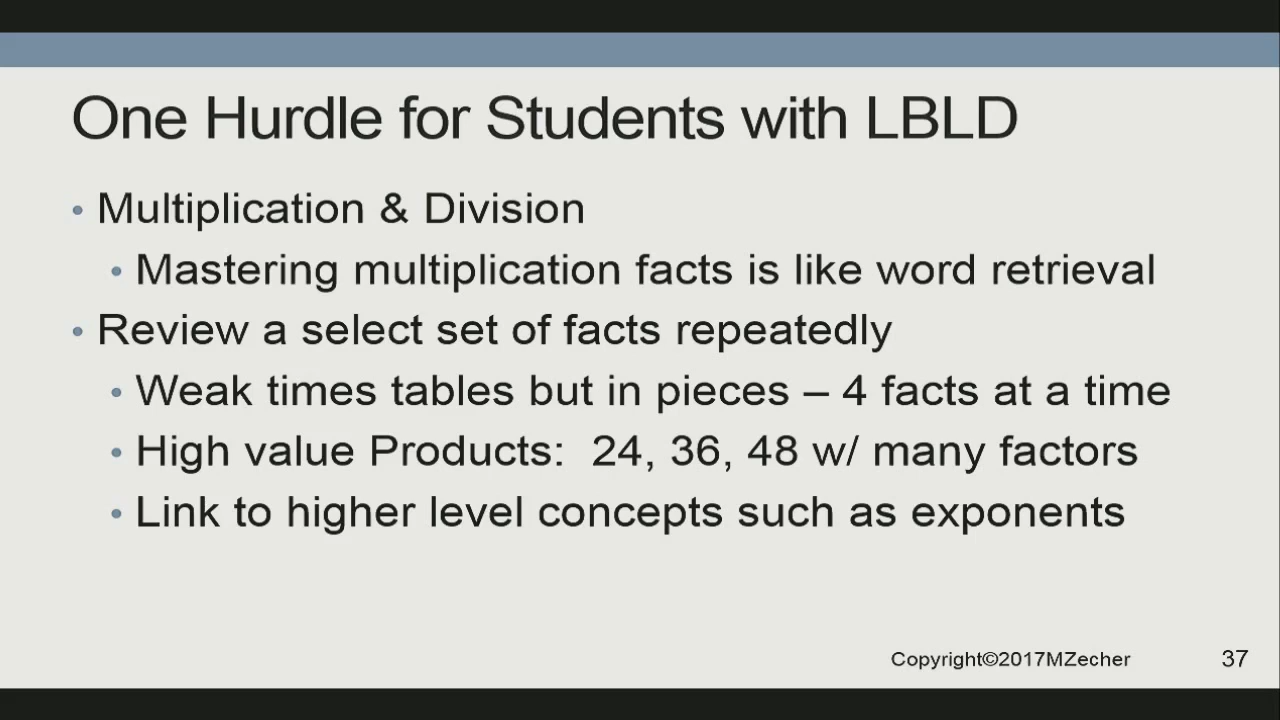 One Hurdle for Students with LBLD
• Multiplication & Division
• Mastering multiplication facts is like word retrieval
• Review a select set of facts repeatedly
• Weak times tables but in pieces – 4 facts at a time
• High value Products: 24, 36, 48 w/ many factors
• Link to higher level concepts such as exponents
Copyright©2017MZecher 37